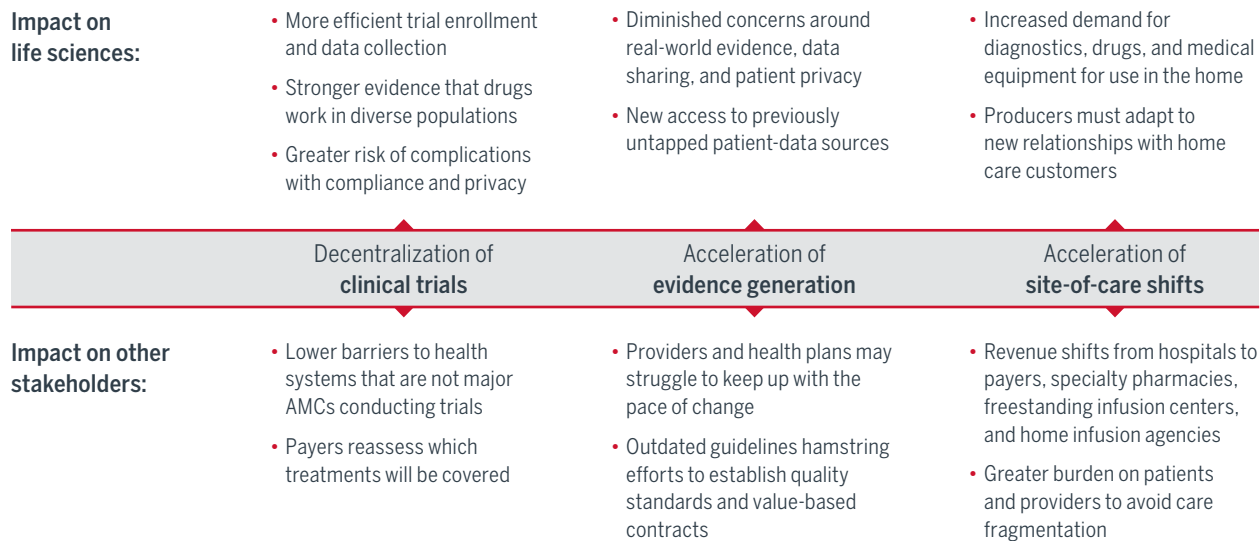 Impact on
life sciences:
• More efficient trial enrollment
and data collection
• Stronger evidence that drugs
work in diverse populations
• Greater risk of complications
with compliance and privacy
• Diminished concerns around
real-world evidence, data
sharing, and patient privacy
• New access to previously
untapped patient-data sources
• Increased demand for
diagnostics, drugs, and medical
equipment for use in the home
• Producers must adapt to
new relationships with home
care customers
Decentralization of
clinical trials
Acceleration of
evidence generation
Acceleration of
site-of-care shifts
Impact on other
stakeholders:
• Lower barriers to health
systems that are not major
AMCs conducting trials
• Payers reassess which
treatments will be covered
• Providers and health plans may
struggle to keep up with the
pace of change
• Outdated guidelines hamstring
efforts to establish quality
standards and value-based
contracts
• Revenue shifts from hospitals to
payers, specialty pharmacies,
freestanding infusion centers,
and home infusion agencies
• Greater burden on patients
and providers to avoid care
fragmentation